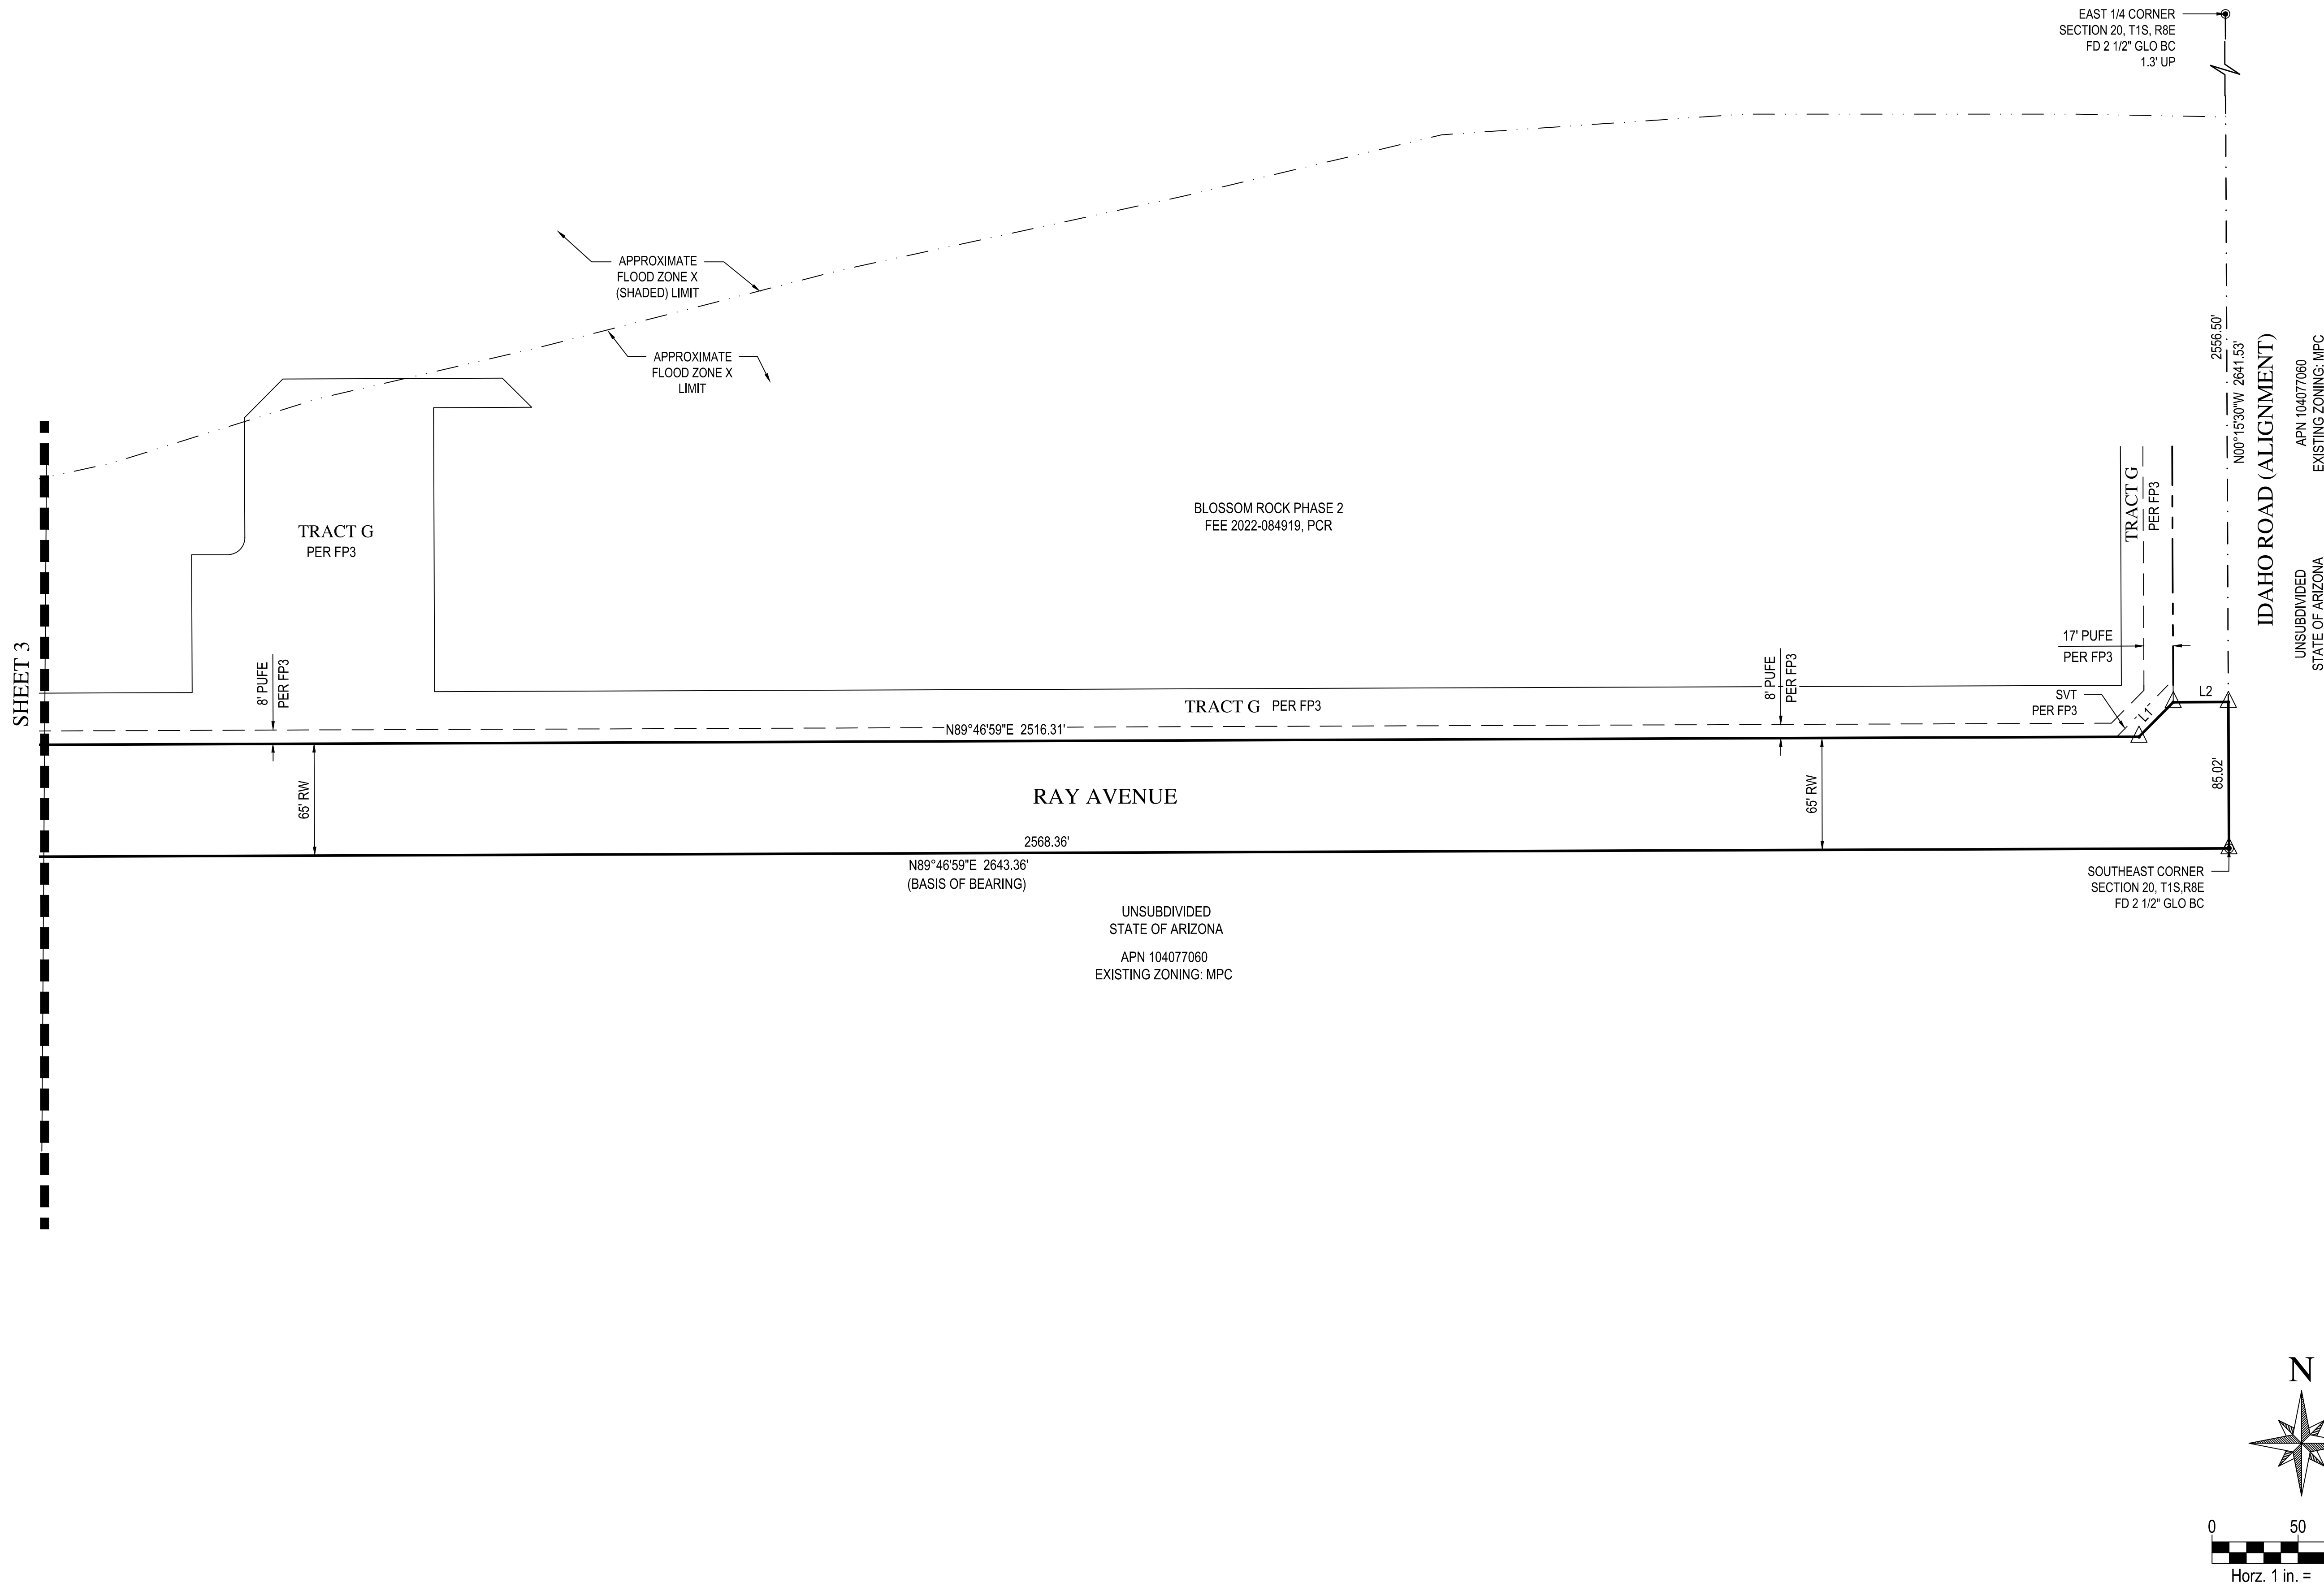 EAST 1/4 CORNER
SECTION 20, T1S, R8E
FD 2 1/2" GLO BC
1.3' UP
APPROXIMATE
FLOOD ZONE X
(SHADED) LIMIT
APPROXIMATE
FLOOD ZONE X
LIMIT
2556.50'
N00°15'30"W 2641.53'
IDAHO ROAD (ALIGNMENT)
APN 104077060
EXISTING ZONING: MPC
UNSUBDIVIDED
STATE OF ARIZONA
TRACT G
PER FP3
BLOSSOM ROCK PHASE 2
FEE 2022-084919, PCR
TRACT G
PER FP3
SHEET 3
8' PUFE
PER FP3
8' PUFE
PER FP3
17' PUFE
PER FP3
SVT
PER FP3
L1
L2
TRACT G PER FP3
N89°46'59"E 2516.31'
65' RW
RAY AVENUE
65' RW
85.02'
2568.36'
N89°46'59"E 2643.36'
(BASIS OF BEARING)
SOUTHEAST CORNER
SECTION 20, T1S,R8E
FD 2 1/2" GLO BC
UNSUBDIVIDED
STATE OF ARIZONA
APN 104077060
EXISTING ZONING: MPC
N
0 50
Horz. 1 in. =